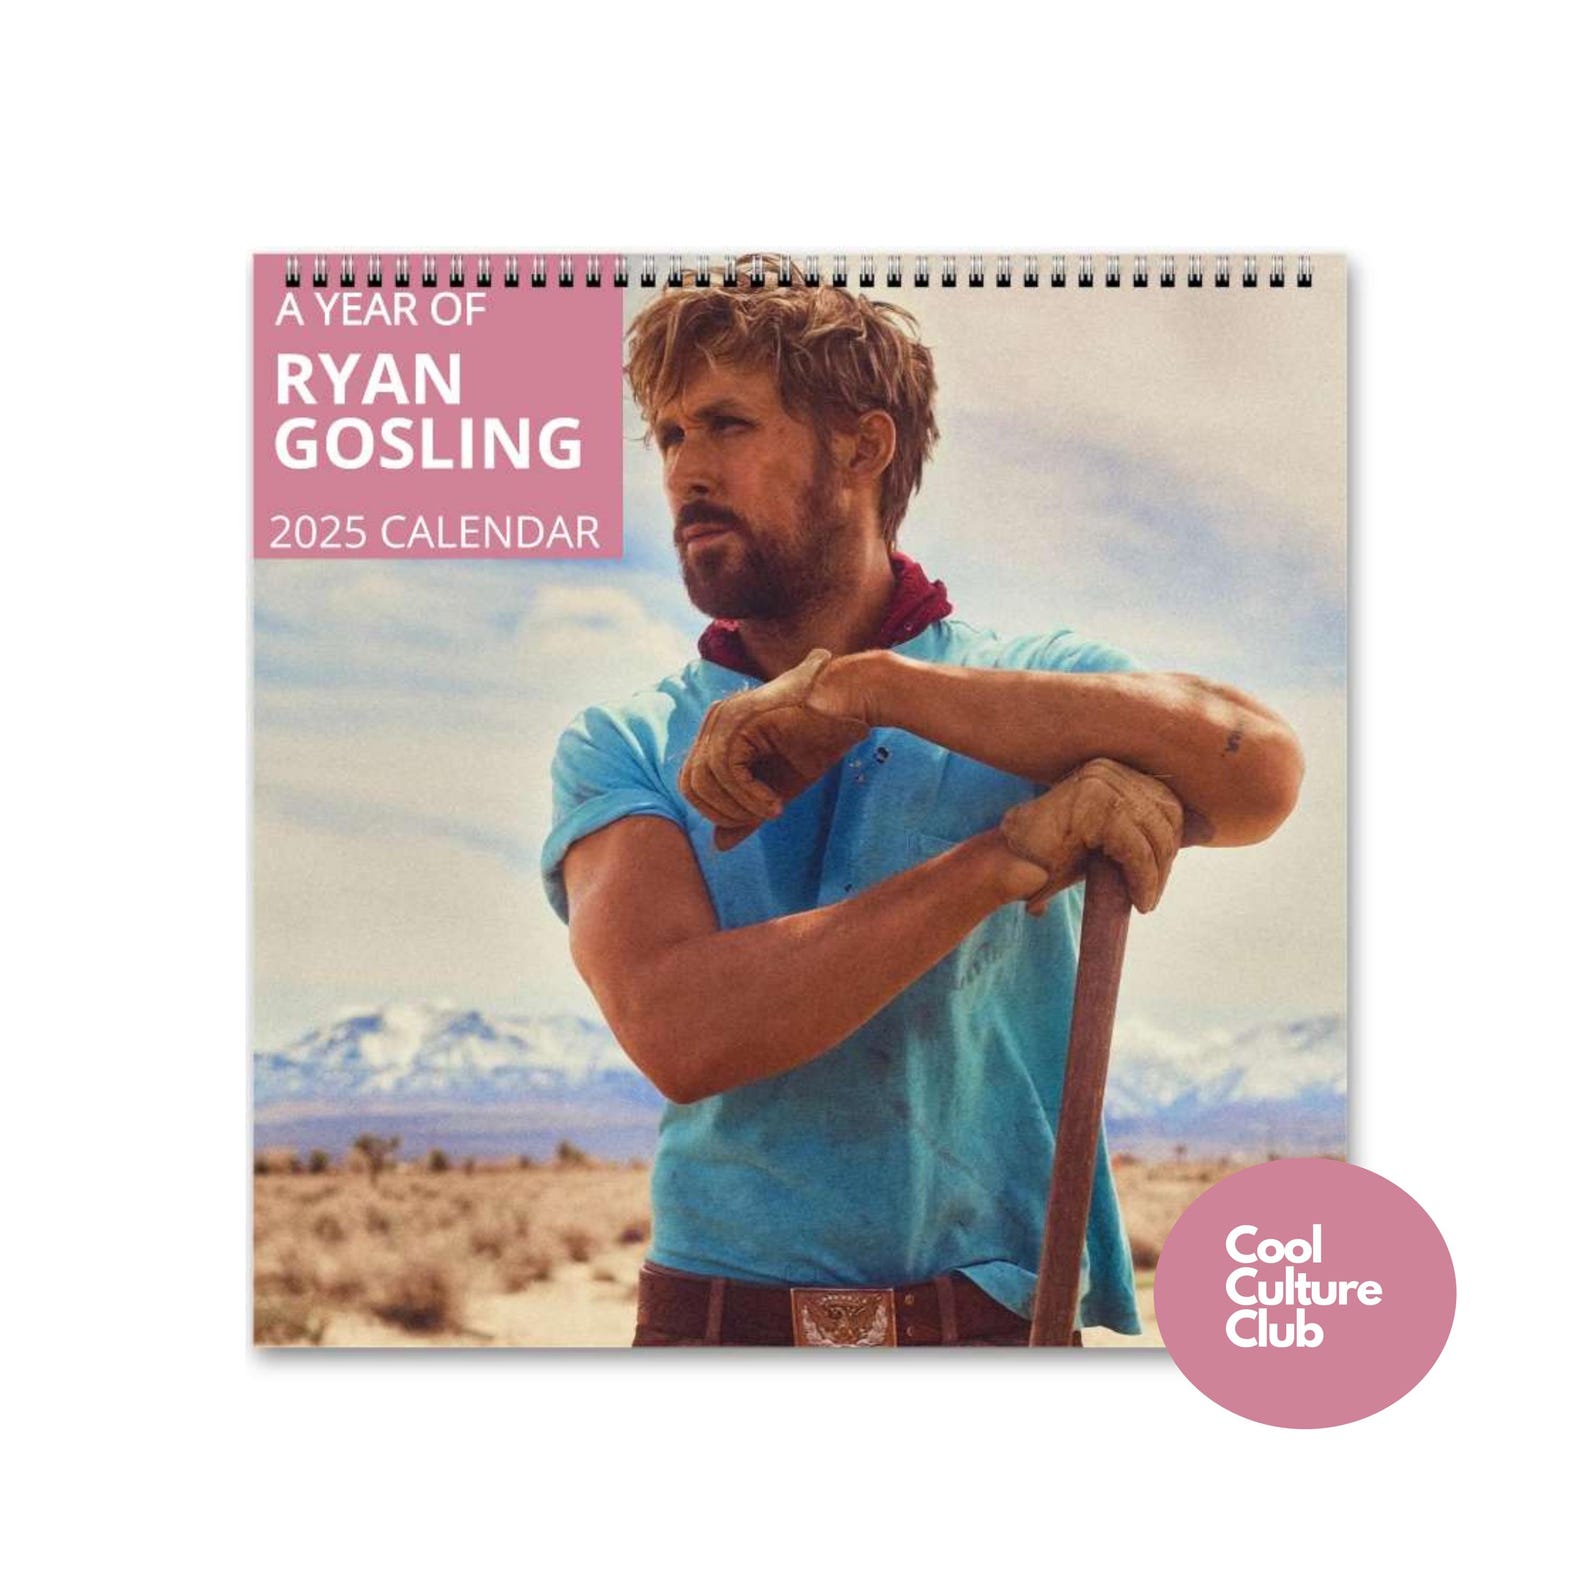 A YEAR OF
RYAN
GOSLING
2025 CALENDAR
Cool
Culture
Club